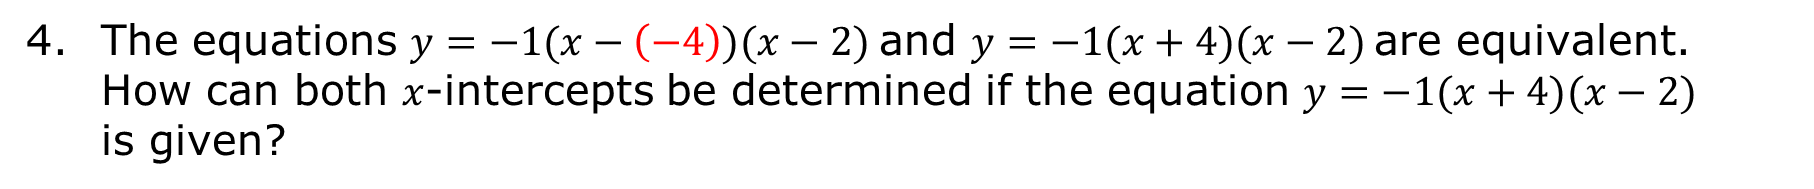 4. The equations y = −1(x − (−4))(x − 2) and y = −1(x + 4)(x − 2) are equivalent.
How can both x-intercepts be determined if the equation y = −1(x + 4)(x − 2)
is given?